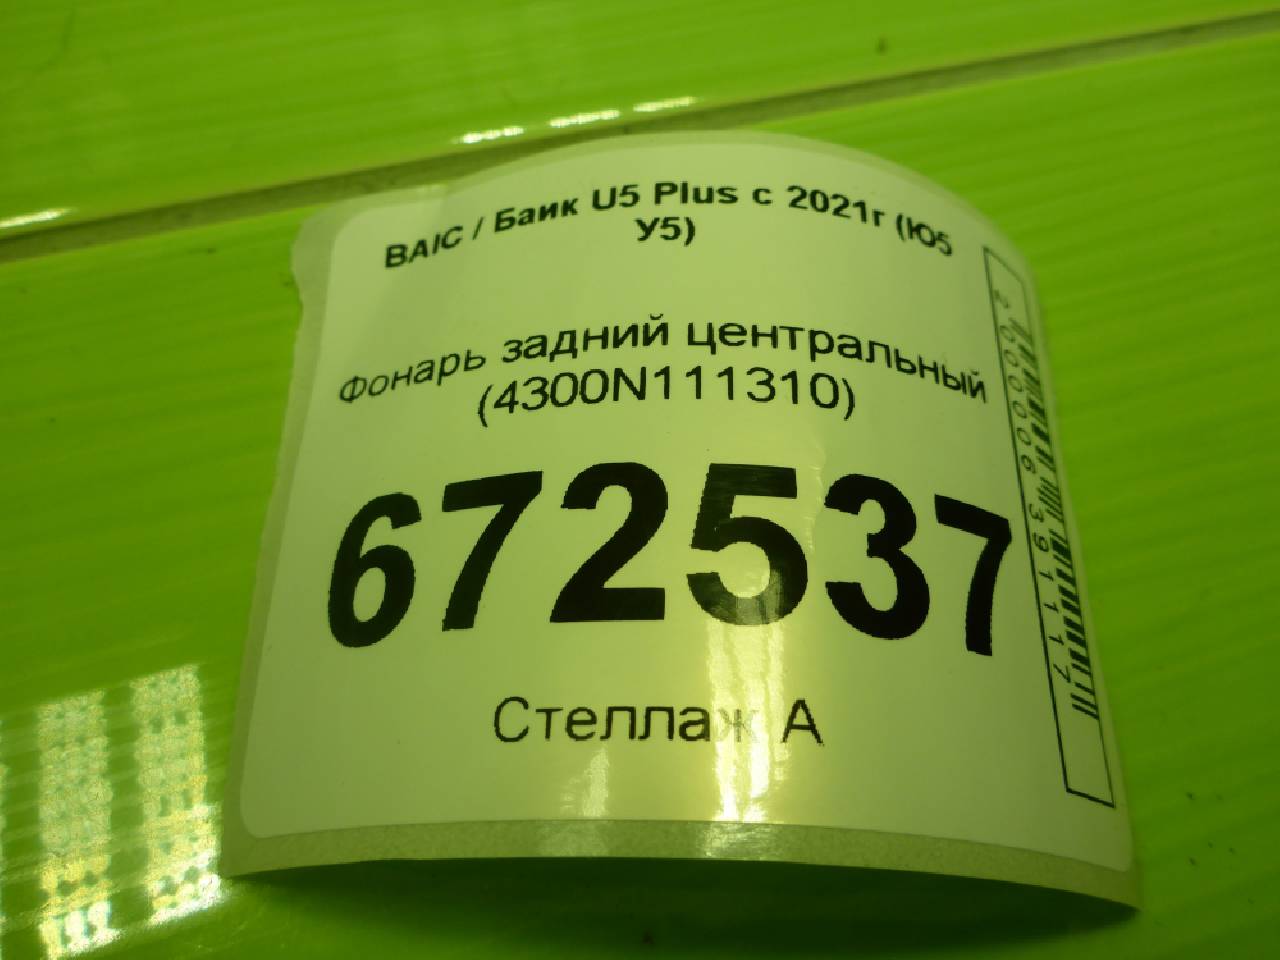 BAIC / Баик U5 Plus с 2021г (Ю5
У5)
Фонарь задний центральный
(4300N111310)
672537
Стеллаж А
2000006391117